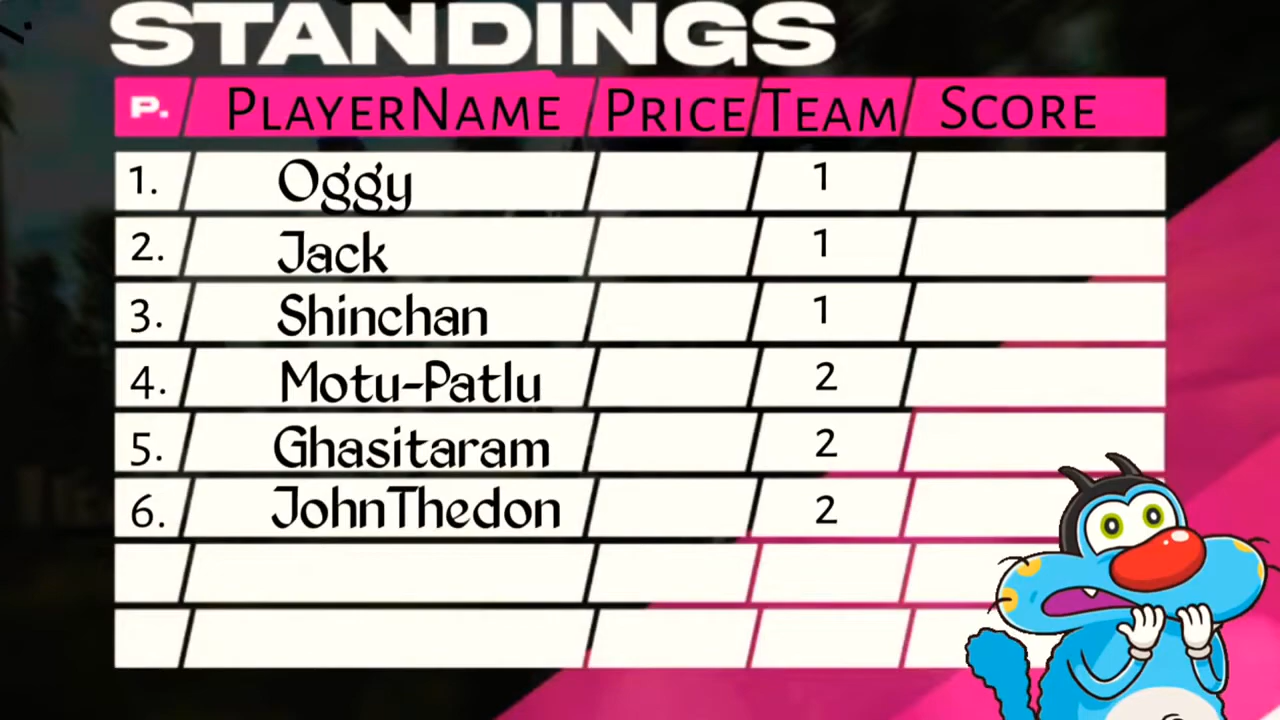 STANDINGS
P. PLAYERNAME PRICE TEAM SCORE
1. Oggy 1
2. Jack 1
3. Shinchan 1
4. Motu-Patlu 2
5. Ghasitaram 2
6. JohnThedon 2